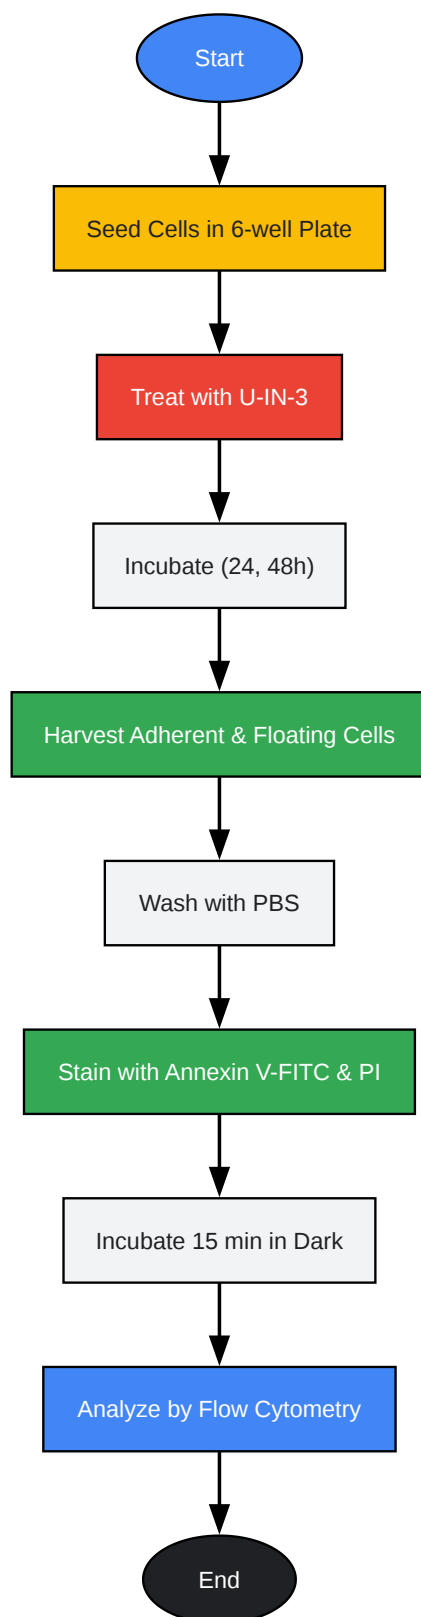 Start
Seed Cells in 6-well Plate
Treat with U-IN-3
Incubate (24, 48h)
Harvest Adherent & Floating Cells
Wash with PBS
Stain with Annexin V-FITC & PI
Incubate 15 min in Dark
Analyze by Flow Cytometry
End